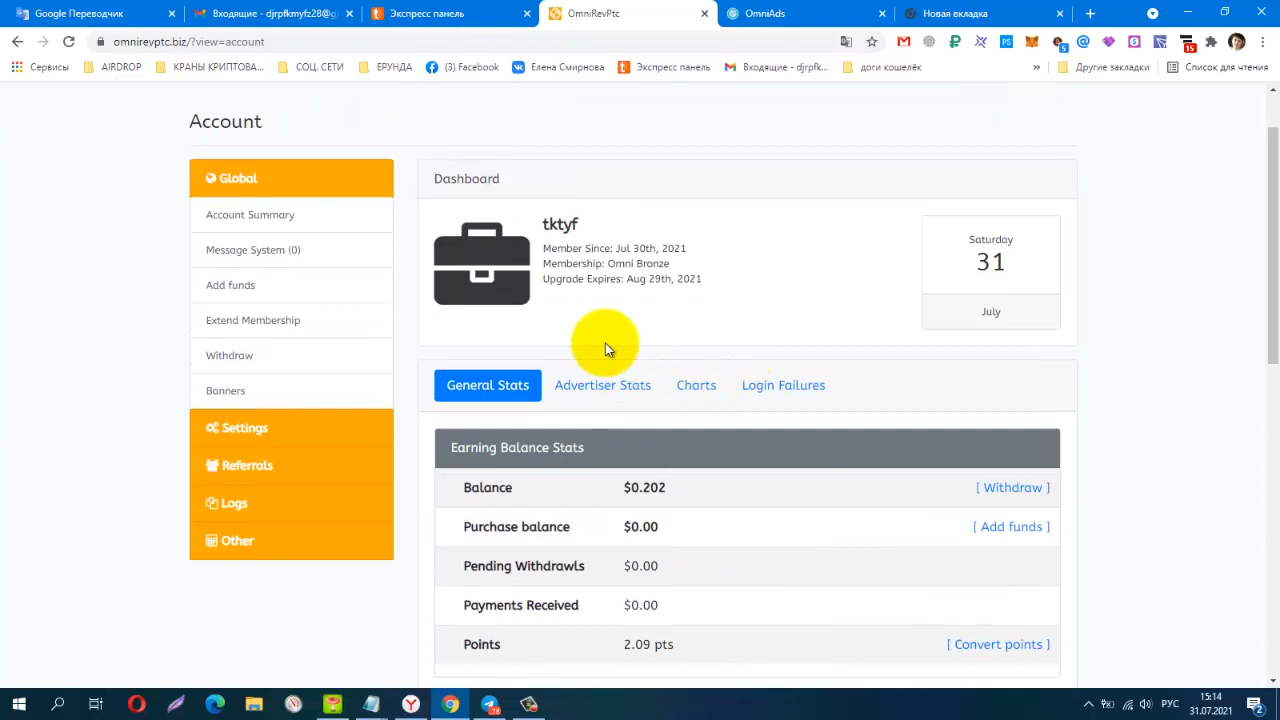 Google Переводчик
Входящие - djrpfkmyfz28@g
Экспресс панель
OmniRevPtc
OmniAds
Новая вкладка
omnirevptc.biz/?view=account
PS
5
15
Сервисы
AIRDROP
КРАНЫ КРИПТОВА...
СОЦ. СЕТИ
ЕРУНДА
(3) Facebook
Елена Смирнова
Экспресс панель
Входящие - djrpfk...
доги кошелёк
»
Другие закладки
Список для чтения
Account
Global
Account Summary
Message System (0)
Add funds
Extend Membership
Withdraw
Banners
Settings
Referrals
Logs
Other
Dashboard
tktyf
Member Since: Jul 30th, 2021
Membership: Omni Bronze
Upgrade Expires: Aug 29th, 2021
Saturday
31
July
General Stats
Advertiser Stats
Charts
Login Failures
Earning Balance Stats
Balance $0.202 [ Withdraw ]
Purchase balance $0.00 [ Add funds ]
Pending Withdrawls $0.00
Payments Received $0.00
Points 2.09 pts [ Convert points ]
РУС
15:14
31.07.2021
2